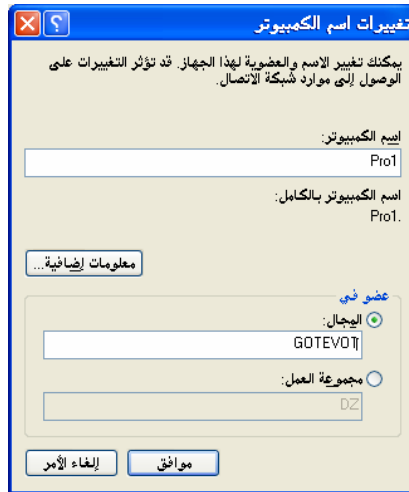 تغييرات اسم الكمبيوتر
يمكنك تغيير الاسم والعضوية لهذا الجهاز. قد تؤثر التغييرات على
الوصول إلى موارد شبكة الاتصال.
اسم الكمبيوتر:
Pro1
اسم الكمبيوتر بالكامل:
Pro1.
معلومات إضافية...
عضو في
المجال:
GOTEVOT
مجموعة العمل:
DZ
موافق
إلغاء الأمر